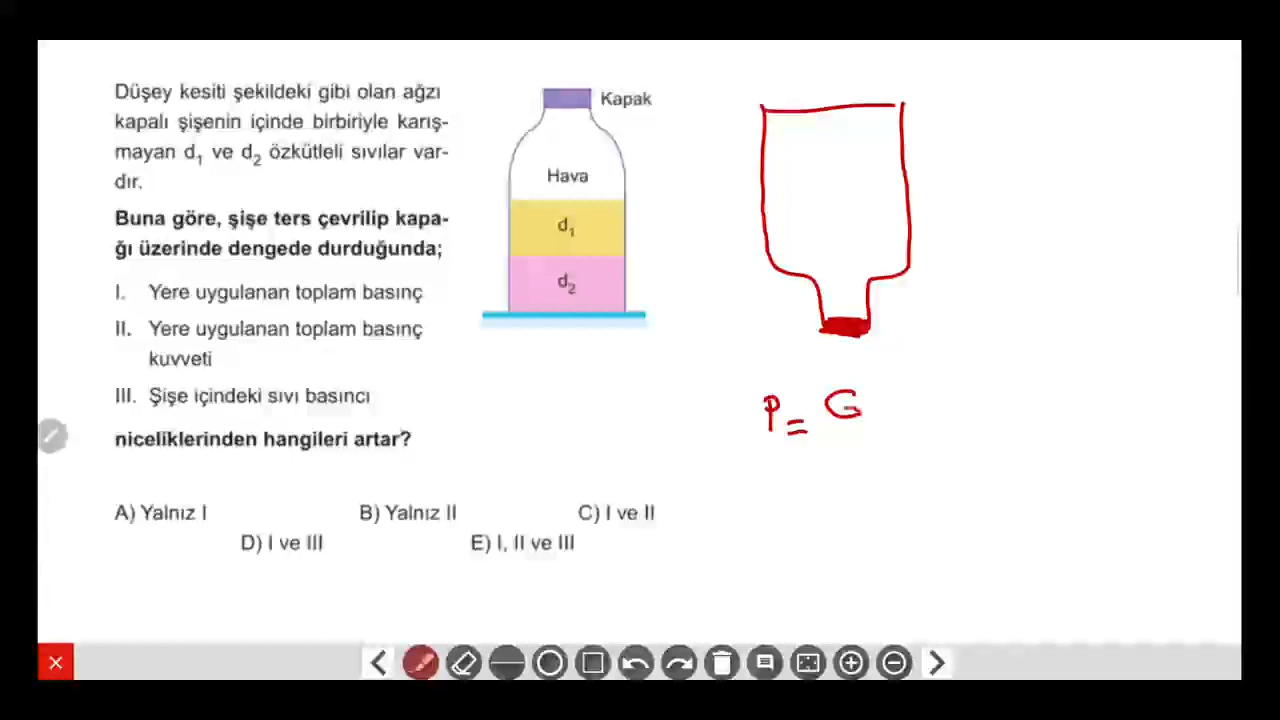 Düşey kesiti şekildeki gibi olan ağzı
kapalı şişenin içinde birbiriyle karış-
mayan d₁ ve d₂ özkütleli sıvılar var-
dır.
Buna göre, şişe ters çevrilip kapa-
ğı üzerinde dengede durduğunda;
I. Yere uygulanan toplam basınç
II. Yere uygulanan toplam basınç
kuvveti
III. Şişe içindeki sıvı basıncı
niceliklerinden hangileri artar?
A) Yalnız I B) Yalnız II C) I ve II
D) I ve III E) I, II ve III
Kapak
Hava
d₁
d₂
P = G